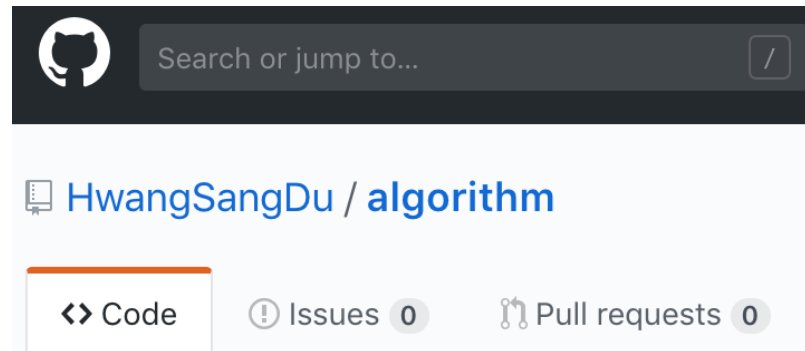 Search or jump to... /
HwangSangDu / algorithm
<> Code Issues 0 Pull requests 0